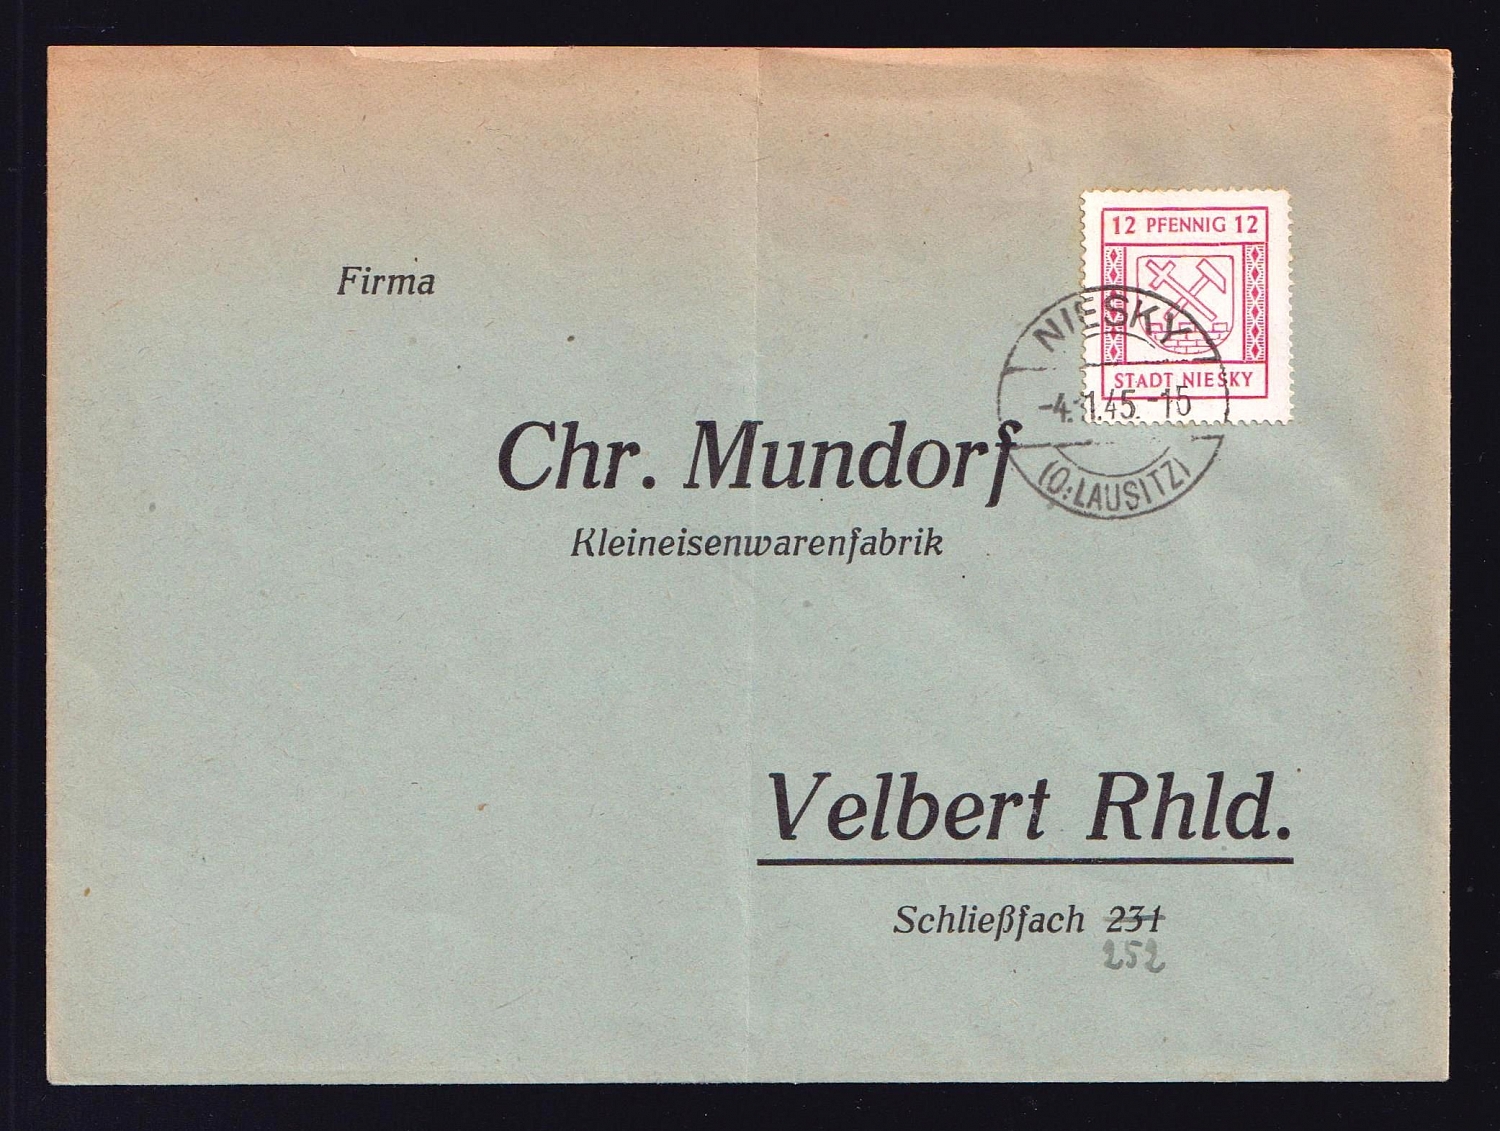 12 PFENNIG 12
STADT NIESKY
NIESKY
-4.11.45.-15
(O:LAUSITZ)
Firma
Chr. Mundorf
Kleineisenwarenfabrik
Velbert Rhld.
Schließfach 231
252